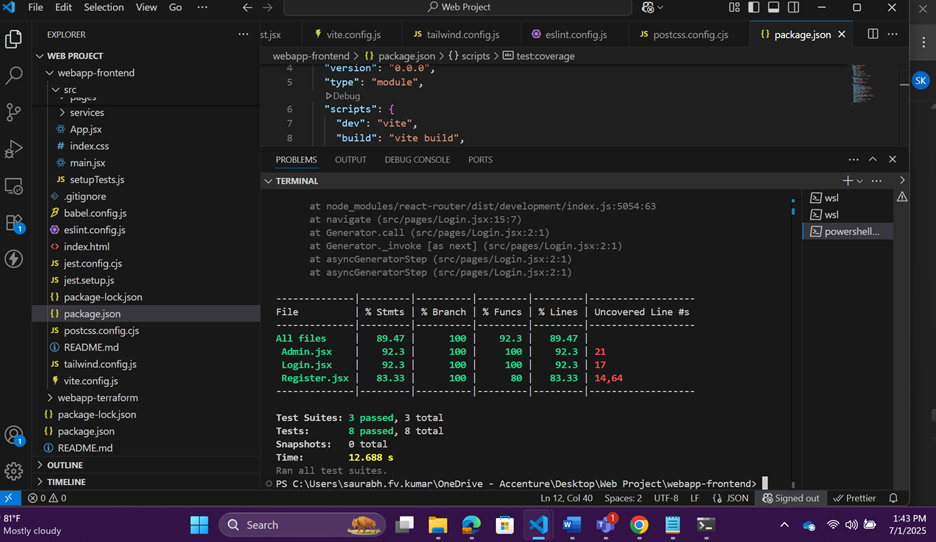 File Edit Selection View Go ··· Web Project
EXPLORER ···
WEB PROJECT
webapp-frontend
src
pages
services
App.jsx
# index.css
main.jsx
JS setupTests.js
.gitignore
babel.config.js
eslint.config.js
<> index.html
JS jest.config.cjs
JS jest.setup.js
{} package-lock.json
{} package.json
JS postcss.config.cjs
README.md
JS tailwind.config.js
vite.config.js
webapp-terraform
{} package-lock.json
{} package.json
README.md
OUTLINE
TIMELINE
st.jsx vite.config.js JS tailwind.config.js eslint.config.js JS postcss.config.cjs {} package.json
webapp-frontend > {} package.json > {} scripts > test:coverage
4 "version": "0.0.0",
5 "type": "module",
Debug
6 "scripts": {
7 "dev": "vite",
8 "build": "vite build",
PROBLEMS OUTPUT DEBUG CONSOLE PORTS
TERMINAL
wsl
wsl
powershell...
at node_modules/react-router/dist/development/index.js:5054:63
at navigate (src/pages/Login.jsx:15:7)
at Generator.call (src/pages/Login.jsx:2:1)
at Generator._invoke [as next] (src/pages/Login.jsx:2:1)
at asyncGeneratorStep (src/pages/Login.jsx:2:1)
at asyncGeneratorStep (src/pages/Login.jsx:2:1)
File | % Stmts | % Branch | % Funcs | % Lines | Uncovered Line #s
All files | 89.47 | 100 | 92.3 | 89.47 |
Admin.jsx | 92.3 | 100 | 100 | 92.3 | 21
Login.jsx | 92.3 | 100 | 100 | 92.3 | 17
Register.jsx | 83.33 | 100 | 80 | 83.33 | 14,64
Test Suites: 3 passed, 3 total
Tests: 8 passed, 8 total
Snapshots: 0 total
Time: 12.688 s
Ran all test suites.
PS C:\Users\saurabh.fv.kumar\OneDrive - Accenture\Desktop\Web Project\webapp-frontend>
SK
1
1
0 0 Ln 12, Col 40 Spaces: 2 UTF-8 LF {} JSON Signed out Prettier
81°F
Mostly cloudy
Search
1
1:43 PM
7/1/2025